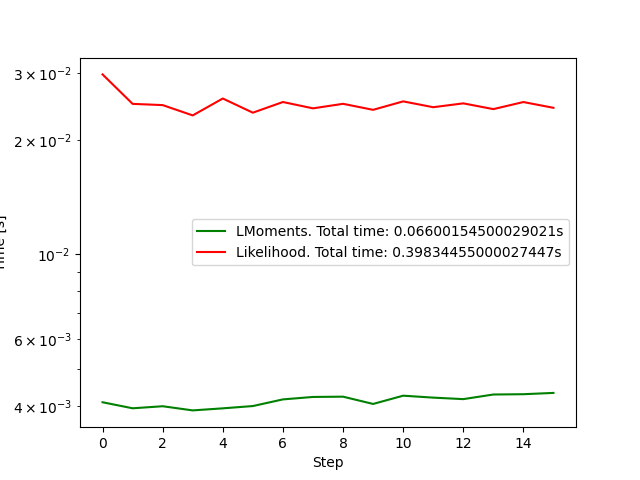 3 × 10⁻²
2 × 10⁻²
10⁻²
6 × 10⁻³
4 × 10⁻³
LMoments. Total time: 0.06600154500029021s
Likelihood. Total time: 0.39834455000027447s
0 2 4 6 8 10 12 14
Step